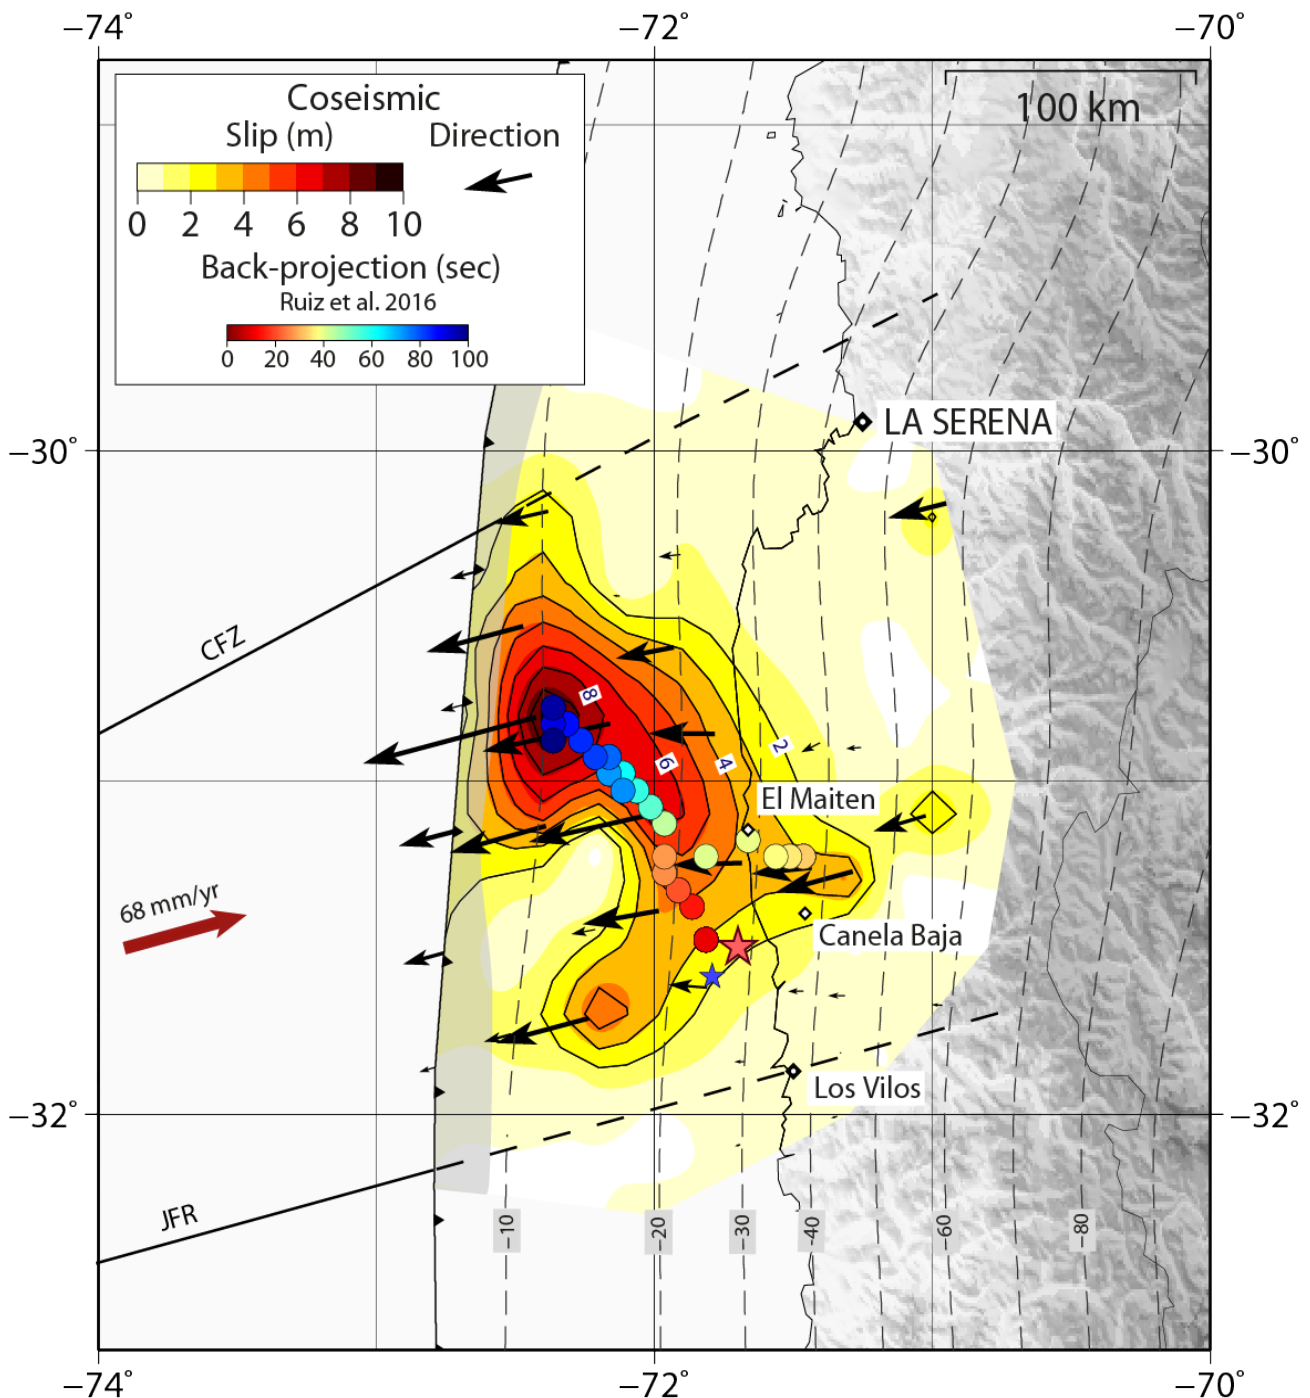 −74°
−72°
−70°
Coseismic
Slip (m)
Direction
0 2 4 6 8 10
Back-projection (sec)
Ruiz et al. 2016
0 20 40 60 80 100
100 km
LA SERENA
−30°
−30°
CFZ
8
6
4
2
El Maiten
68 mm/yr
Canela Baja
Los Vilos
−32°
−32°
JFR
−10
−20
−30
−40
−60
−80
−74°
−72°
−70°